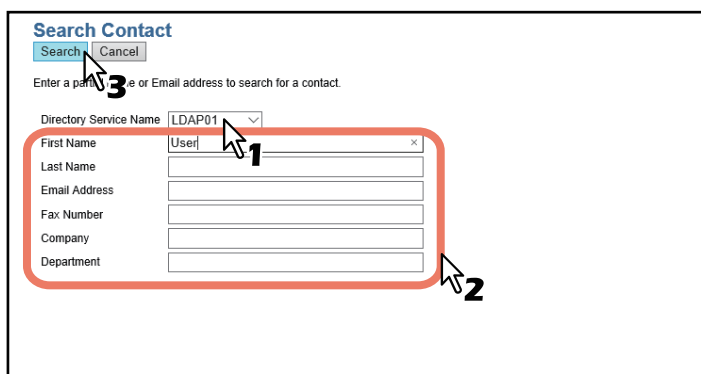 Search Contact
Search Cancel
3
Enter a part e or Email address to search for a contact.
Directory Service Name LDAP01
1
First Name User ×
Last Name
Email Address
Fax Number
Company
Department
2